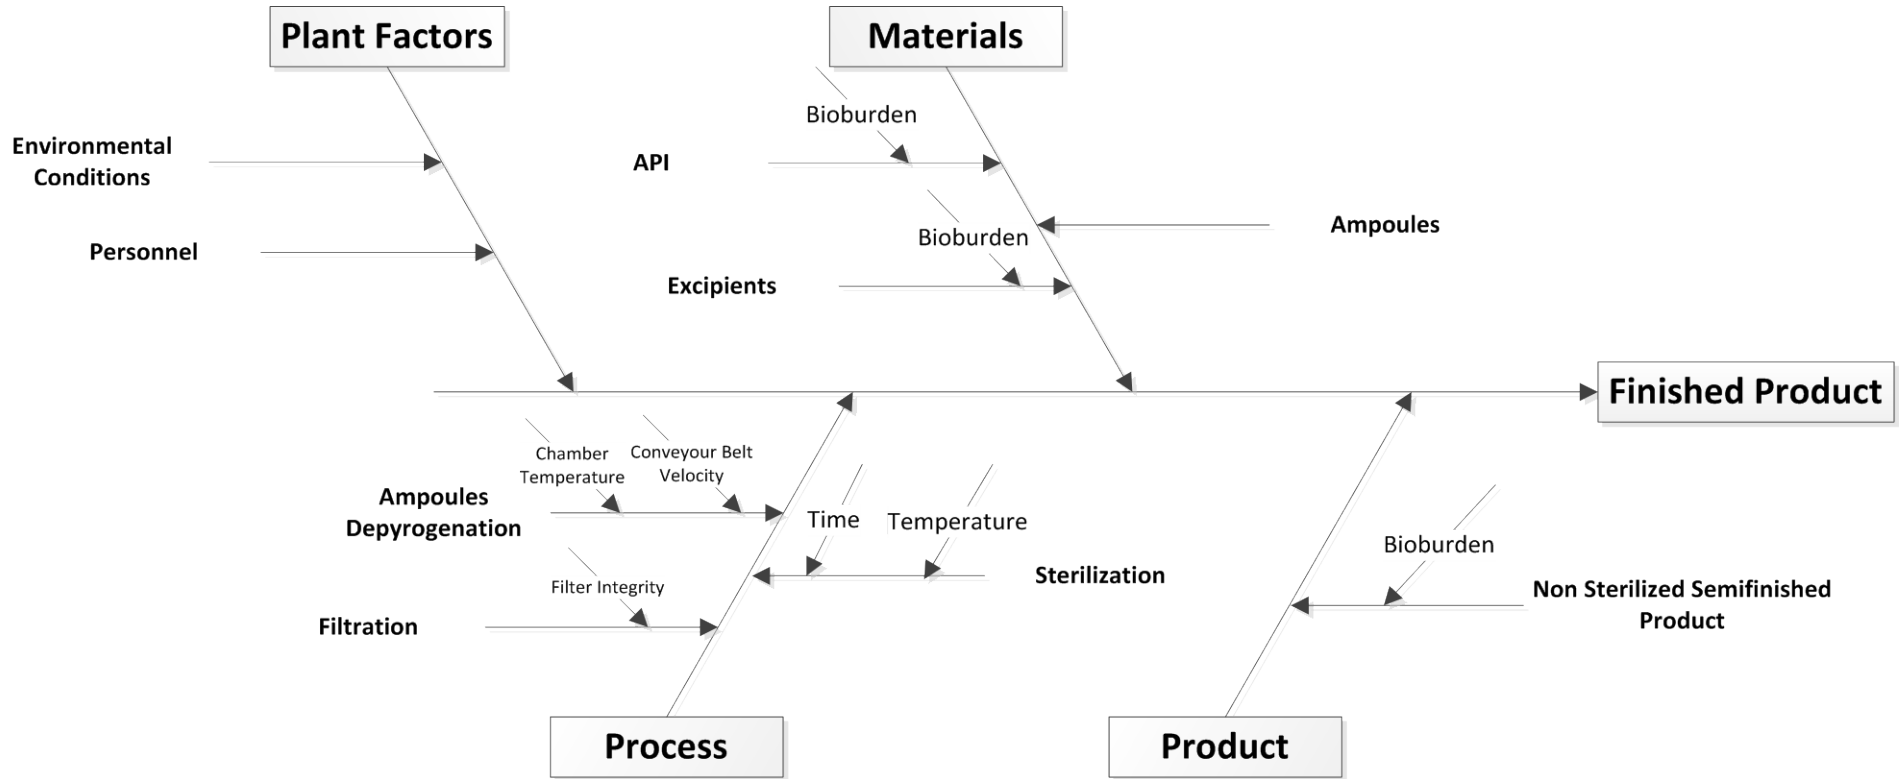 Plant Factors
Materials
Bioburden
Environmental
Conditions
API
Ampoules
Bioburden
Personnel
Excipients
Finished Product
Chamber
Temperature
Conveyour Belt
Velocity
Ampoules
Depyrogenation
Time
Temperature
Bioburden
Filter Integrity
Sterilization
Non Sterilized Semifinished
Product
Filtration
Process
Product